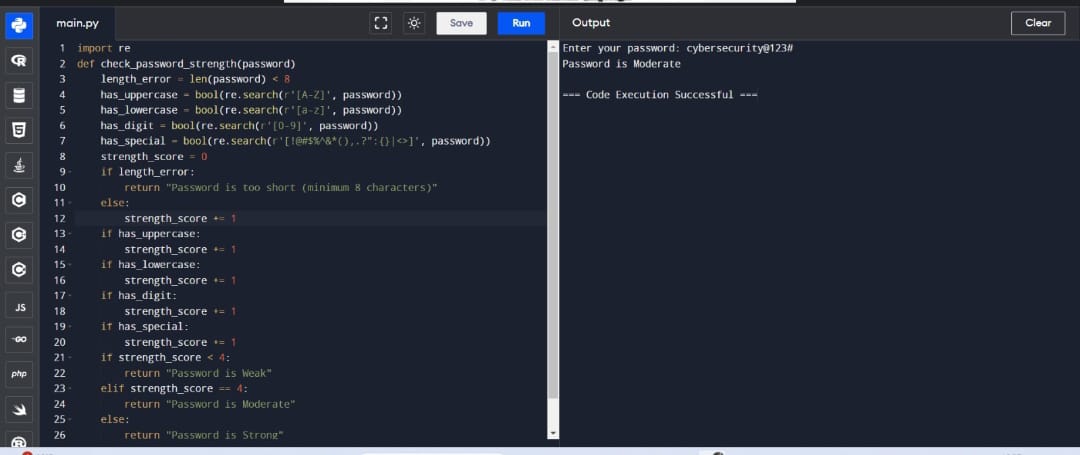 main.py
Save
Run
Output
Clear
1 import re
2 def check_password_strength(password)
3 length_error = len(password) < 8
4 has_uppercase = bool(re.search(r'[A-Z]', password))
5 has_lowercase = bool(re.search(r'[a-z]', password))
6 has_digit = bool(re.search(r'[0-9]', password))
7 has_special = bool(re.search(r'[!@#$%^&*(),.?":{}|<>]', password))
8 strength_score = 0
9 if length_error:
10 return "Password is too short (minimum 8 characters)"
11 else:
12 strength_score += 1
13 if has_uppercase:
14 strength_score += 1
15 if has_lowercase:
16 strength_score += 1
17 if has_digit:
18 strength_score += 1
19 if has_special:
20 strength_score += 1
21 if strength_score < 4:
22 return "Password is Weak"
23 elif strength_score == 4:
24 return "Password is Moderate"
25 else:
26 return "Password is Strong"
Enter your password: cybersecurity@123#
Password is Moderate
=== Code Execution Successful ===
R
5
C
C
C
JS
GO
php